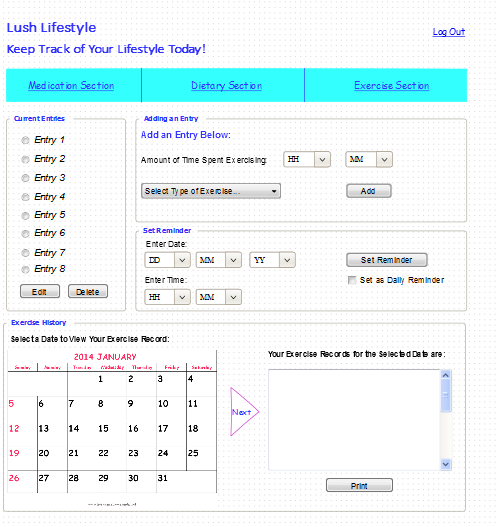 Lush Lifestyle
Log Out
Keep Track of Your Lifestyle Today!
Medication Section Dietary Section Exercise Section
Current Entries
Entry 1
Entry 2
Entry 3
Entry 4
Entry 5
Entry 6
Entry 7
Entry 8
Edit Delete
Adding an Entry
Add an Entry Below:
Amount of Time Spent Exercising: HH MM
Select Type of Exercise... Add
Set Reminder
Enter Date:
DD MM YY Set Reminder
Enter Time: Set as Daily Reminder
HH MM
Exercise History
Select a Date to View Your Exercise Record:
2014 JANUARY
Sunday Monday Tuesday Wednesday Thursday Friday Saturday
1 2 3 4
5 6 7 8 9 10 11
12 13 14 15 16 17 18
19 20 21 22 23 24 25
26 27 28 29 30 31
Next
Your Exercise Records for the Selected Date are:
Print